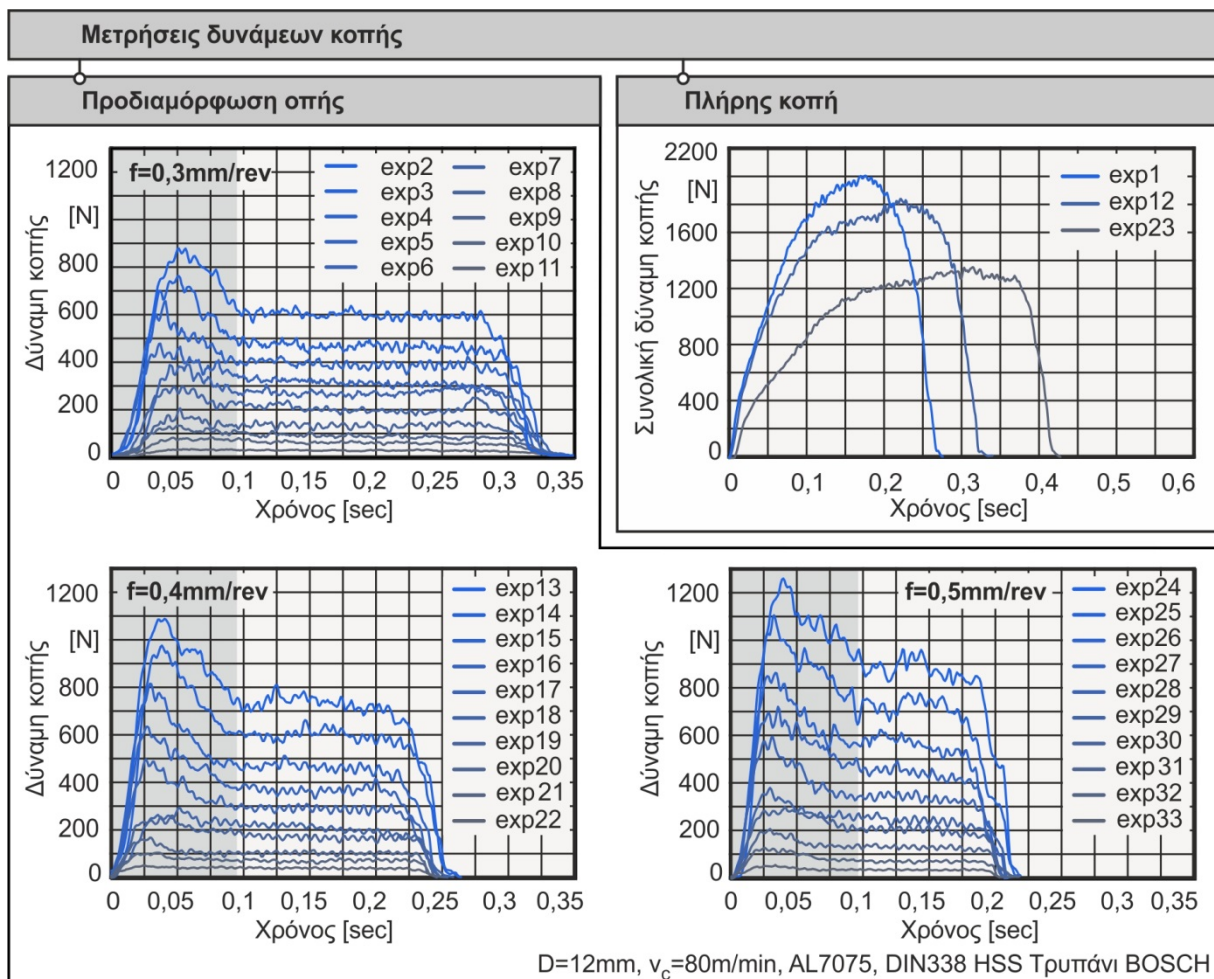 Μετρήσεις δυνάμεων κοπής
Προδιαμόρφωση οπής
Πλήρης κοπή
Δύναμη κοπής
[N]
1200
800
600
400
200
0
f=0,3mm/rev
exp2
exp3
exp4
exp5
exp6
exp7
exp8
exp9
exp10
exp11
0 0,05 0,1 0,15 0,2 0,25 0,3 0,35
Χρόνος [sec]
Συνολική δύναμη κοπής
2200
[N]
1600
1200
800
400
0
exp1
exp12
exp23
0 0,1 0,2 0,3 0,4 0,5 0,6
Χρόνος [sec]
Δύναμη κοπής
1200
[N]
800
600
400
200
0
f=0,4mm/rev
exp13
exp14
exp15
exp16
exp17
exp18
exp19
exp20
exp21
exp22
0 0,05 0,1 0,15 0,2 0,25 0,35
Χρόνος [sec]
Δύναμη κοπής
1200
[N]
800
600
400
200
0
f=0,5mm/rev
exp24
exp25
exp26
exp27
exp28
exp29
exp30
exp31
exp32
exp33
0 0,05 0,1 0,15 0,2 0,25 0,35
Χρόνος [sec]
D=12mm, vc=80m/min, AL7075, DIN338 HSS Τρυπάνι BOSCH